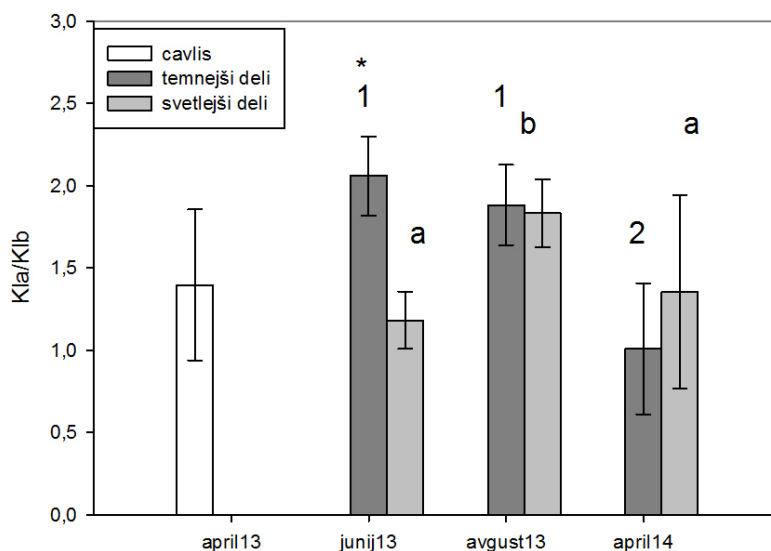 3,0
cavlis
temnejši deli
svetlejši deli
*
1
1
b
a
2,5
2,0
a
2
Kla/Klb
1,5
1,0
0,5
0,0
april13
junij13
avgust13
april14